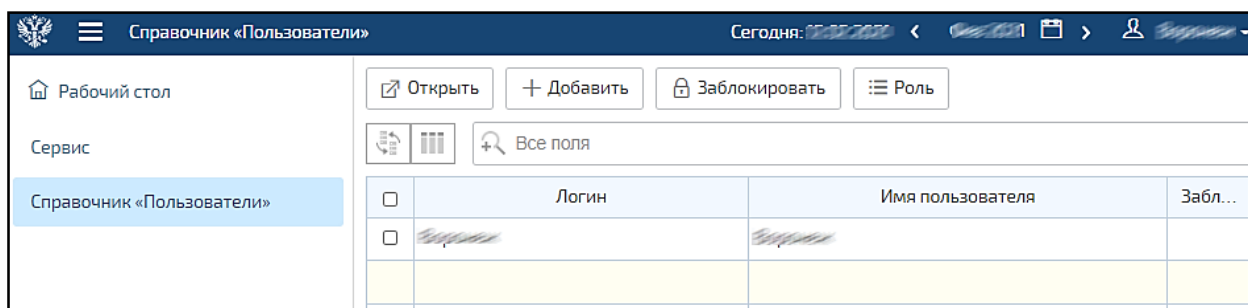 Справочник «Пользователи» Сегодня:
Рабочий стол
Сервис
Справочник «Пользователи»
Открыть Добавить Заблокировать Роль
Все поля
Логин Имя пользователя Забл...